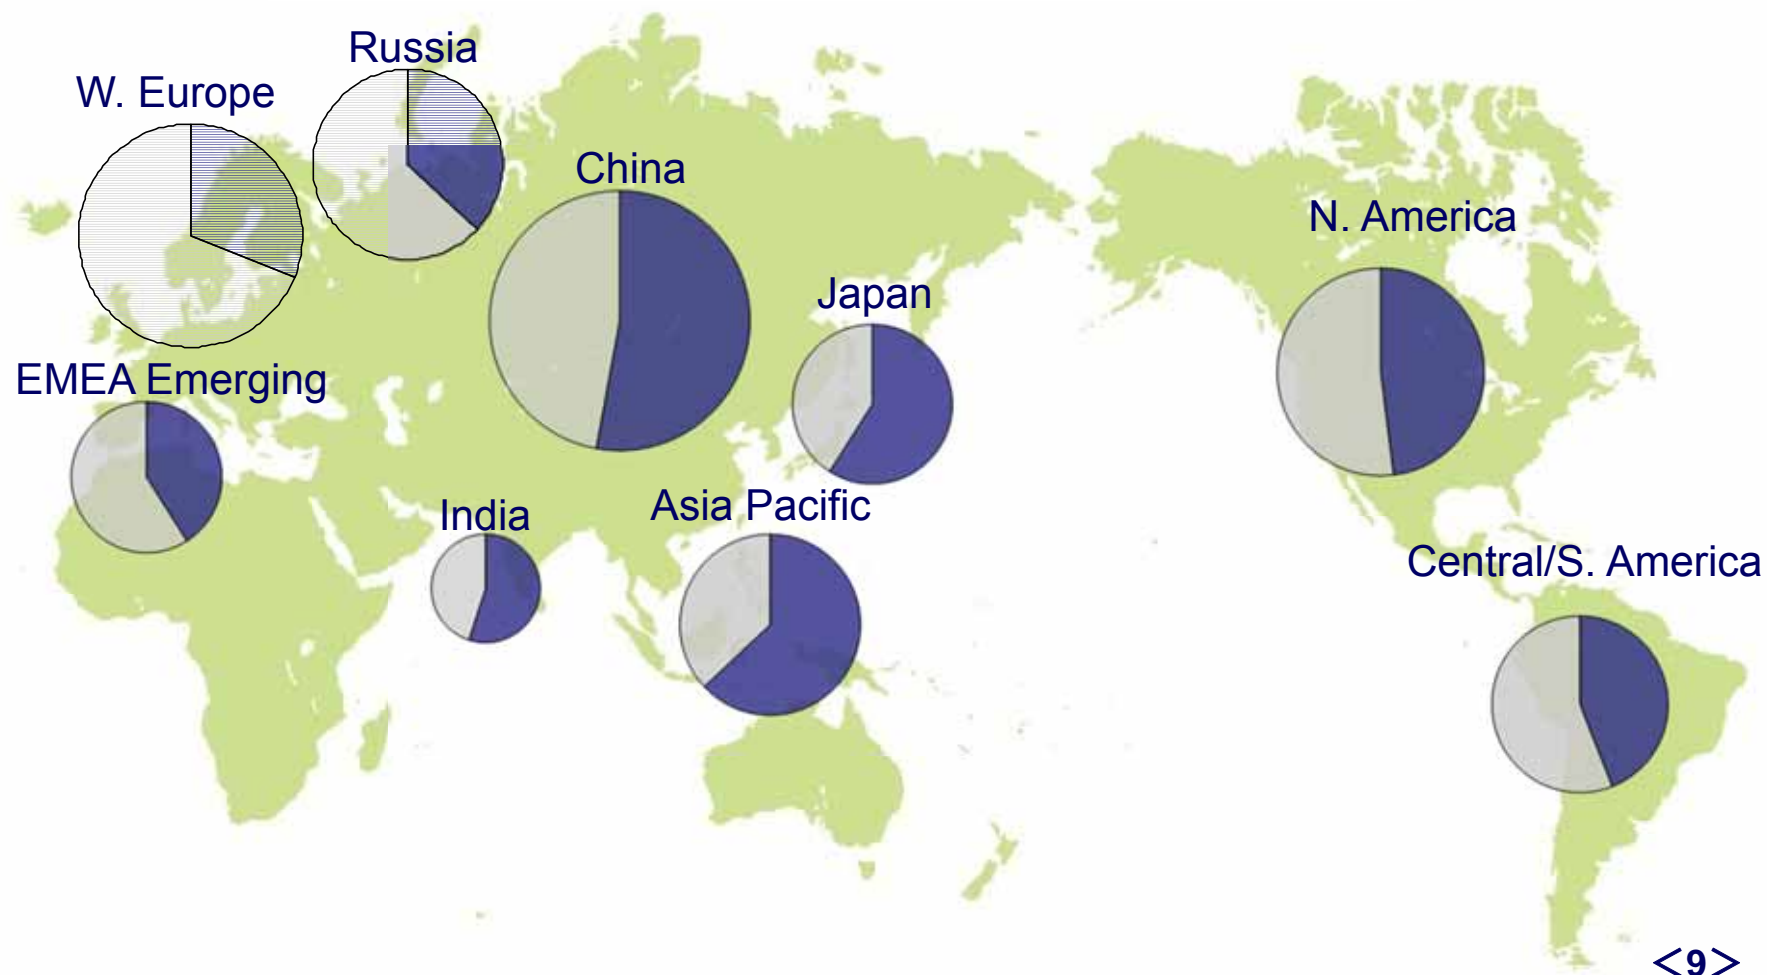 Russia
W. Europe
China
N. America
Japan
EMEA Emerging
India
Asia Pacific
Central/S. America
<9>